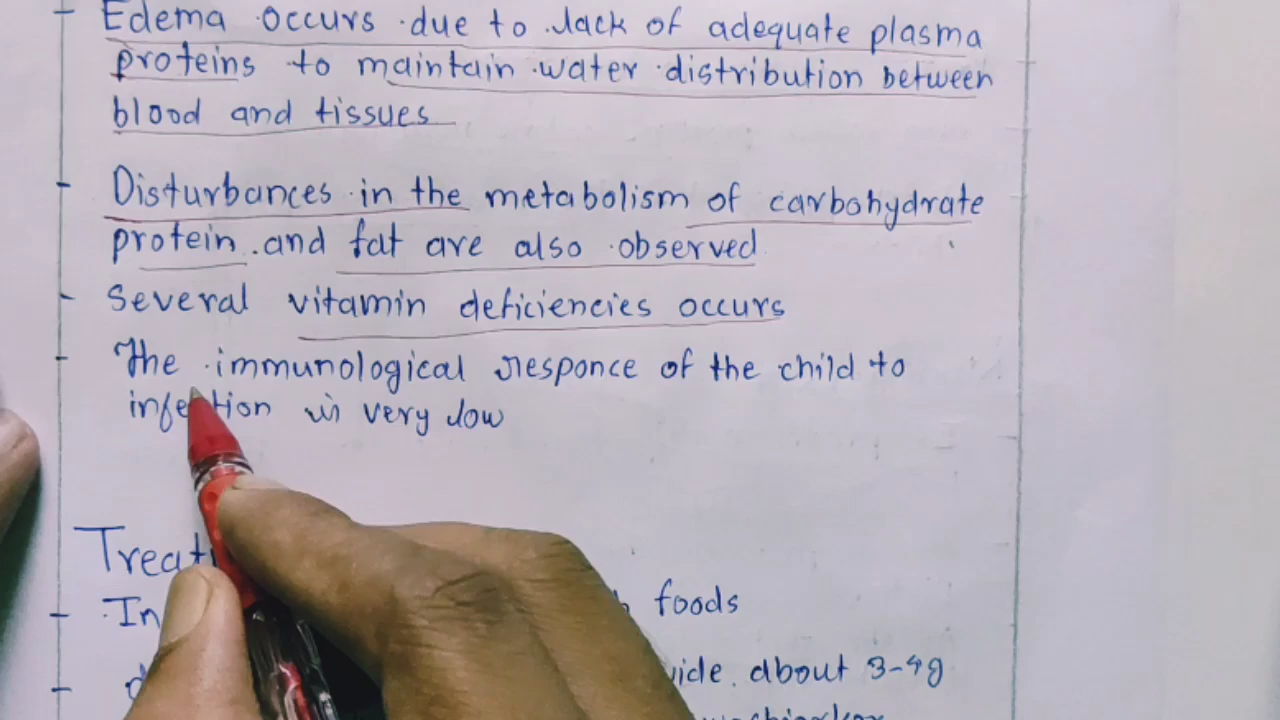 - Edema occurs due to lack of adequate plasma
proteins to maintain water distribution between
blood and tissues
- Disturbances in the metabolism of carbohydrate
protein and fat are also observed
- Several vitamin deficiencies occurs
- The immunological responce of the child to
infection is very low
- In foods
- about 3-4g